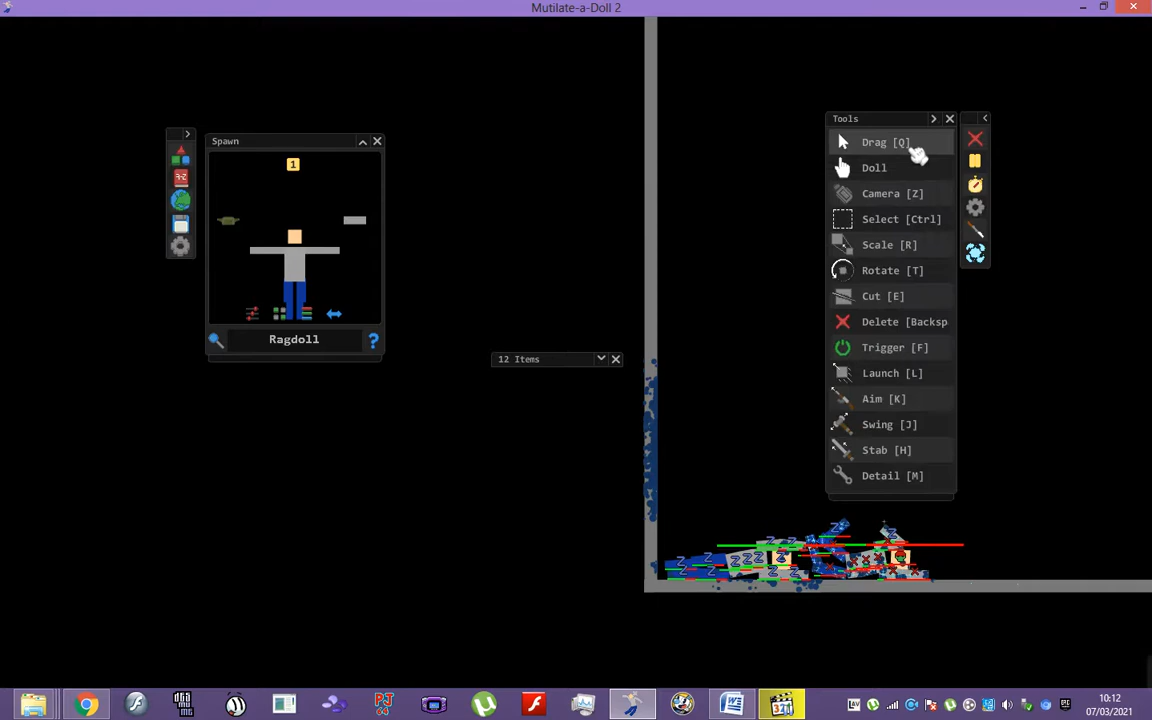 Mutilate-a-Doll 2
Tools
Drag [Q]
Doll
Camera [Z]
Select [Ctrl]
Scale [R]
Rotate [T]
Cut [E]
Delete [Backsp
Trigger [F]
Launch [L]
Aim [K]
Swing [J]
Stab [H]
Detail [M]
Spawn
1
Ragdoll
?
12 Items
10:12
07/03/2021